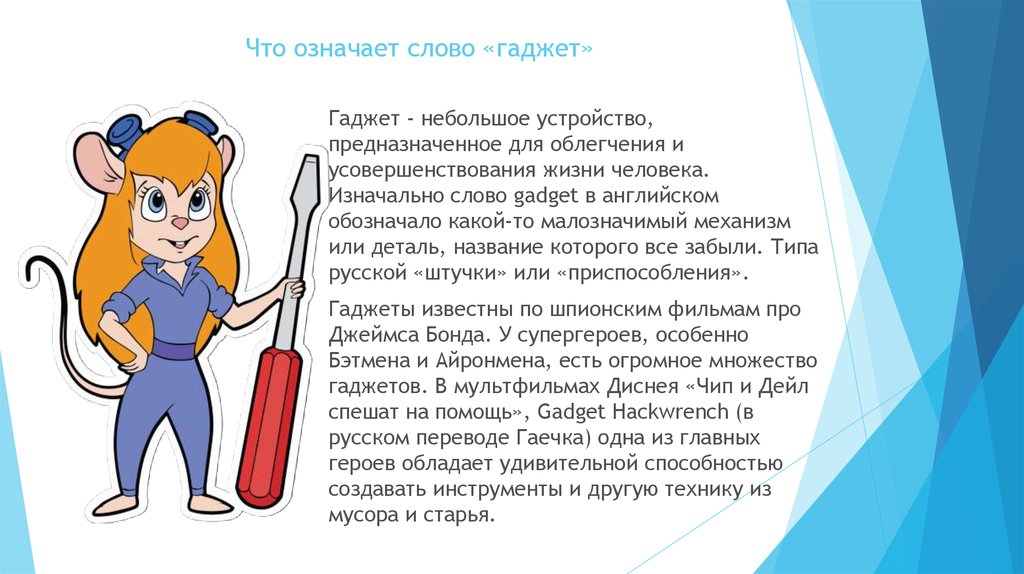 Что означает слово «гаджет»
Гаджет - небольшое устройство,
предназначенное для облегчения и
усовершенствования жизни человека.
Изначально слово gadget в английском
обозначало какой-то малозначимый механизм
или деталь, название которого все забыли. Типа
русской «штучки» или «приспособления».
Гаджеты известны по шпионским фильмам про
Джеймса Бонда. У супергероев, особенно
Бэтмена и Айронмена, есть огромное множество
гаджетов. В мультфильмах Диснея «Чип и Дейл
спешат на помощь», Gadget Hackwrench (в
русском переводе Гаечка) одна из главных
героев обладает удивительной способностью
создавать инструменты и другую технику из
мусора и старья.